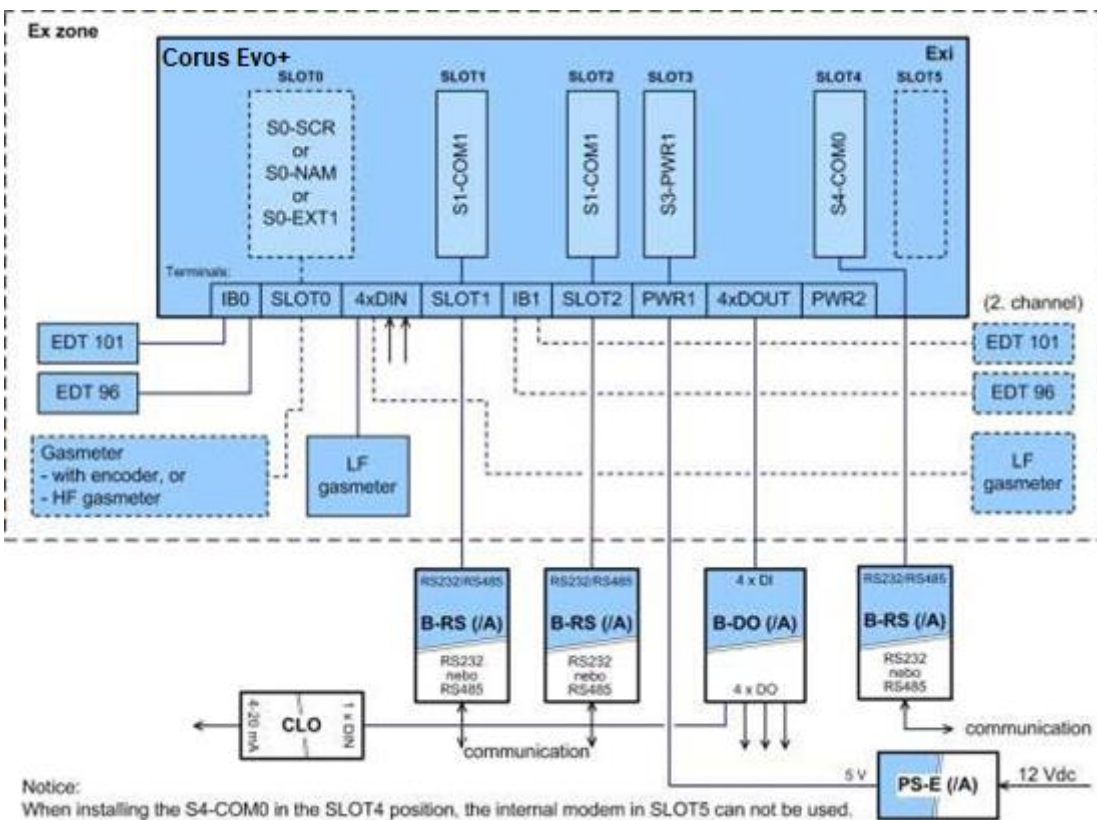 Ex zone
Corus Evo+
Exi
SLOT0
SLOT1
SLOT2
SLOT3
SLOT4
SLOT5
S0-SCR
or
S0-NAM
or
S0-EXT1
S1-COM1
S1-COM1
S3-PWR1
S4-COM0
Terminals:
IB0
SLOT0
4xDIN
SLOT1
IB1
SLOT2
PWR1
4xDOUT
PWR2
(2. channel)
EDT 101
EDT 101
EDT 96
EDT 96
Gasmeter
- with encoder, or
- HF gasmeter
LF
gasmeter
LF
gasmeter
RS232/RS485
B-RS (/A)
RS232
nebo
RS485
RS232/RS485
B-RS (/A)
RS232
nebo
RS485
4 x DI
B-DO (/A)
4 x DO
RS232/RS485
B-RS (/A)
RS232
nebo
RS485
4-20 mA
CLO
1 x DIN
communication
communication
5 V
PS-E (/A)
12 Vdc
Notice:
When installing the S4-COM0 in the SLOT4 position, the internal modem in SLOT5 can not be used.